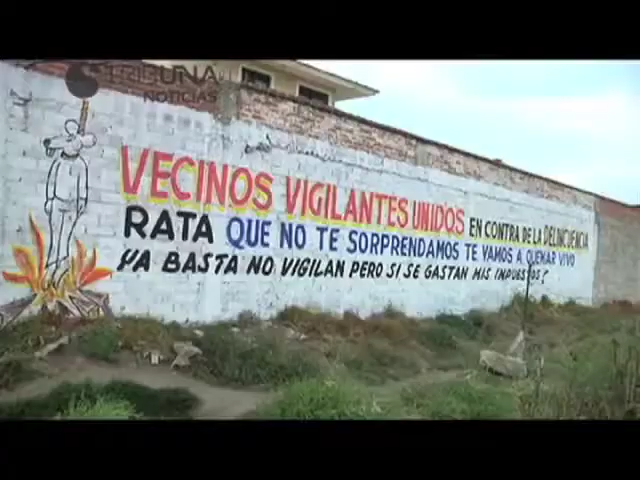 TRIBUNA
NOTICIAS
VECINOS VIGILANTES UNIDOS EN CONTRA DE LA DELINCUENCIA
RATA QUE NO TE SORPRENDAMOS TE VAMOS A QUEMAR VIVO
YA BASTA NO VIGILAN PERO SI SE GASTAN MIS IMPUESTOS?